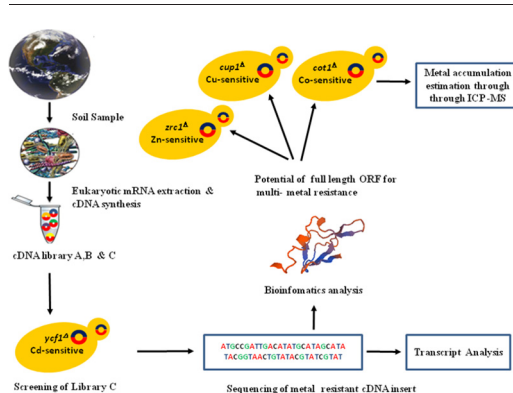 cup1Δ
Cu-sensitive
cot1Δ
Co-sensitive
Metal accumulation
estimation through
through ICP-MS
zrc1Δ
Zn-sensitive
Soil Sample
Eukaryotic mRNA extraction &
cDNA synthesis
Potential of full length ORF for
multi- metal resistance
cDNA library A,B & C
Bioinfomatics analysis
ycf1Δ
Cd-sensitive
ATGCCGATTGACATATGCATAGCATA
TACGGTAACTGTATACGTATCGTAT
Transcript Analysis
Screening of Library C
Sequencing of metal resistant cDNA insert